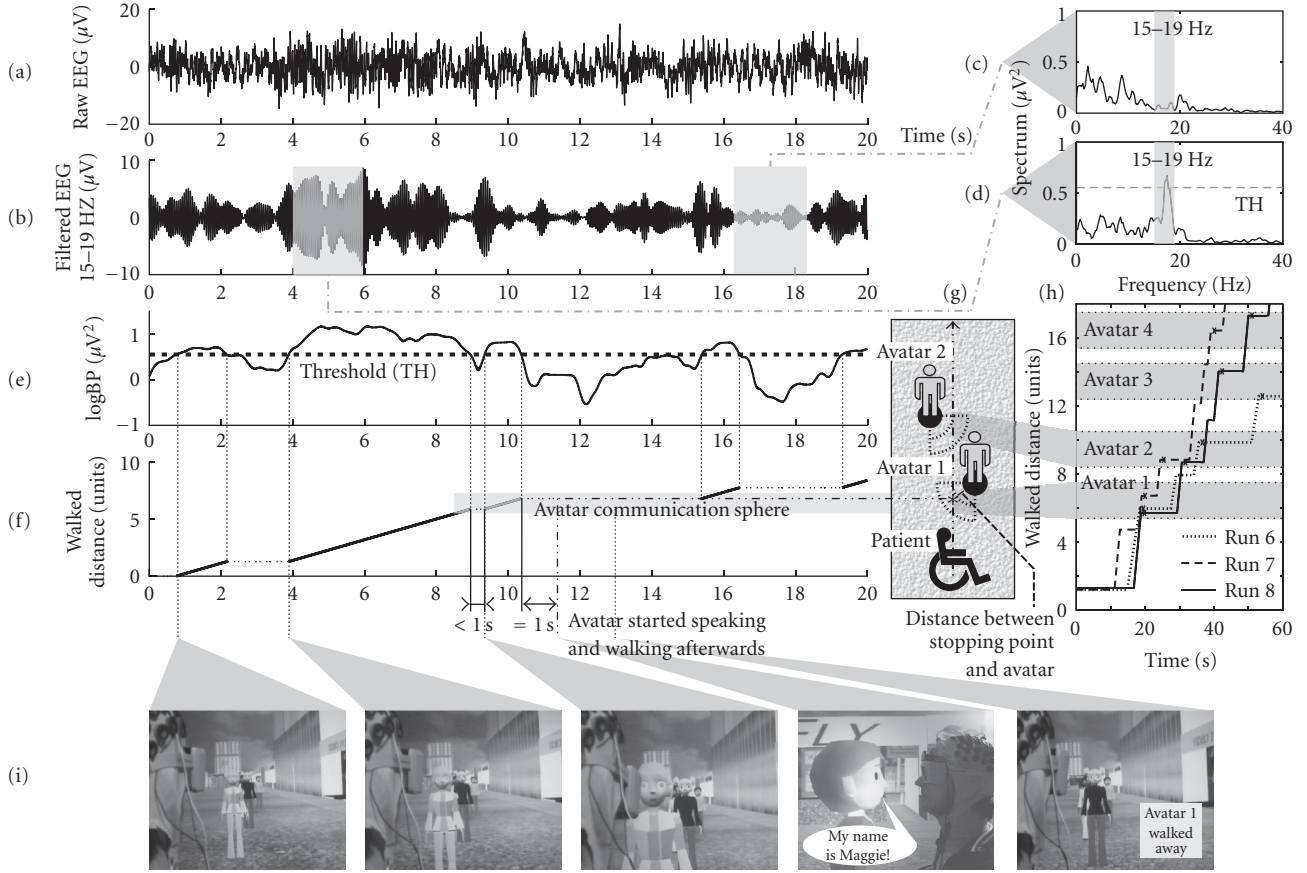 (a)
Raw EEG (μV)
20
0
−20
0 2 4 6 8 10 12 14 16 18 20
Time (s)
(b)
Filtered EEG
15–19 HZ (μV)
10
0
−10
0 2 4 6 8 10 12 14 16 18 20
(c)
15–19 Hz
1
0.5
0
0 20 40
Spectrum (μV²)
(d)
15–19 Hz
TH
1
0.5
0
0 20 40
Frequency (Hz)
(e)
logBP (μV²)
1
0
−1
Threshold (TH)
0 2 4 6 8 10 12 14 16 18 20
(f)
Walked
distance (units)
10
5
0
Avatar communication sphere
0 2 4 6 8 10 12 14 16 18 20
< 1 s
= 1 s
Avatar started speaking
and walking afterwards
(g)
Avatar 2
Avatar 1
Patient
Distance between
stopping point
and avatar
(h)
Walked distance (units)
16
12
8
4
0
Avatar 4
Avatar 3
Avatar 2
Avatar 1
Run 6
Run 7
Run 8
0 20 40 60
Time (s)
(i)
FLY
My name
is Maggie!
Avatar 1
walked
away